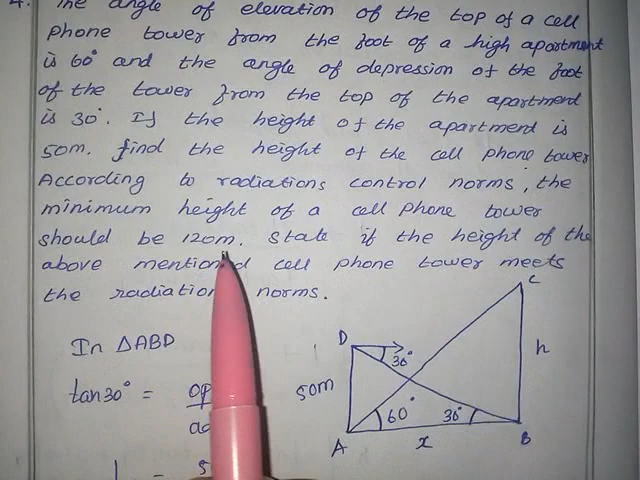 4. The angle of elevation of the top of a cell
phone tower from the foot of a high apartment
is 60° and the angle of depression of the foot
of the tower from the top of the apartment
is 30°. If the height of the apartment is
50m. find the height of the cell phone tower
According to radiations control norms, the
minimum height of a cell phone tower
should be 120m. State if the height of the
above mentioned cell phone tower meets
the radiation norms.
In ΔABD
tan30° =
50m
D
30°
C
h
A
60°
30°
B
x